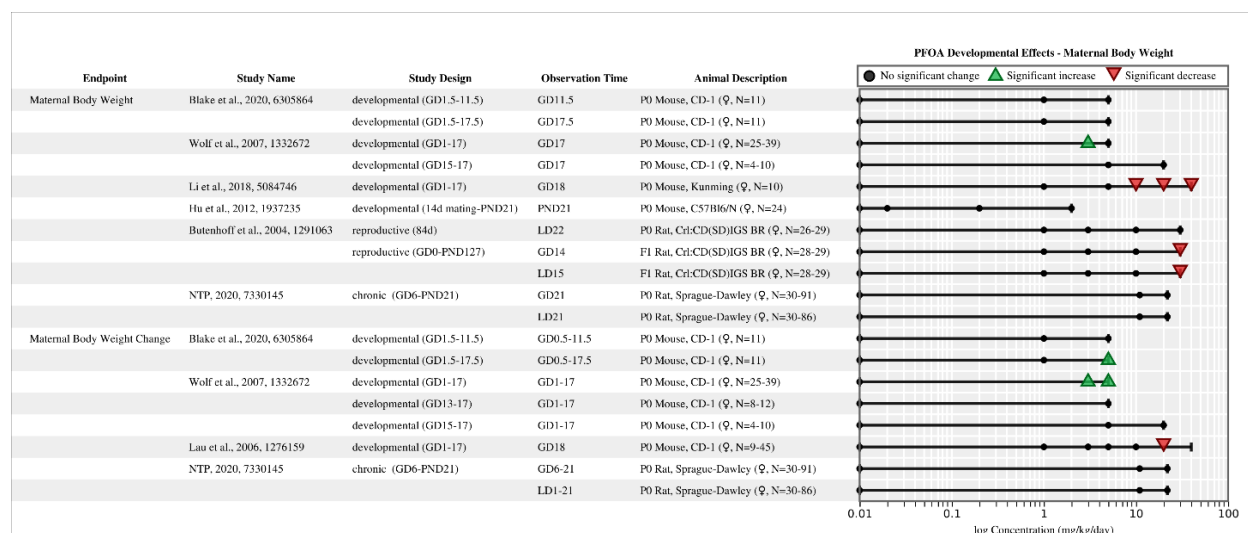 PFOA Developmental Effects - Maternal Body Weight
Endpoint Study Name Study Design Observation Time Animal Description No significant change Significant increase Significant decrease
Maternal Body Weight Blake et al., 2020, 6305864 developmental (GD1.5-11.5) GD11.5 P0 Mouse, CD-1 (♀, N=11)
developmental (GD1.5-17.5) GD17.5 P0 Mouse, CD-1 (♀, N=11)
Wolf et al., 2007, 1332672 developmental (GD1-17) GD17 P0 Mouse, CD-1 (♀, N=25-39)
developmental (GD15-17) GD17 P0 Mouse, CD-1 (♀, N=4-10)
Li et al., 2018, 5084746 developmental (GD1-17) GD18 P0 Mouse, Kunming (♀, N=10)
Hu et al., 2012, 1937235 developmental (14d mating-PND21) PND21 P0 Mouse, C57Bl6/N (♀, N=24)
Butenhoff et al., 2004, 1291063 reproductive (84d) LD22 P0 Rat, Crl:CD(SD)IGS BR (♀, N=26-29)
reproductive (GD0-PND127) GD14 F1 Rat, Crl:CD(SD)IGS BR (♀, N=28-29)
LD15 F1 Rat, Crl:CD(SD)IGS BR (♀, N=28-29)
NTP, 2020, 7330145 chronic (GD6-PND21) GD21 P0 Rat, Sprague-Dawley (♀, N=30-91)
LD21 P0 Rat, Sprague-Dawley (♀, N=30-86)
Maternal Body Weight Change Blake et al., 2020, 6305864 developmental (GD1.5-11.5) GD0.5-11.5 P0 Mouse, CD-1 (♀, N=11)
developmental (GD1.5-17.5) GD0.5-17.5 P0 Mouse, CD-1 (♀, N=11)
Wolf et al., 2007, 1332672 developmental (GD1-17) GD1-17 P0 Mouse, CD-1 (♀, N=25-39)
developmental (GD13-17) GD1-17 P0 Mouse, CD-1 (♀, N=8-12)
developmental (GD15-17) GD1-17 P0 Mouse, CD-1 (♀, N=4-10)
Lau et al., 2006, 1276159 developmental (GD1-17) GD18 P0 Mouse, CD-1 (♀, N=9-45)
NTP, 2020, 7330145 chronic (GD6-PND21) GD6-21 P0 Rat, Sprague-Dawley (♀, N=30-91)
LD1-21 P0 Rat, Sprague-Dawley (♀, N=30-86)
0.01 0.1 1 10 100
log Concentration (mg/kg/day)